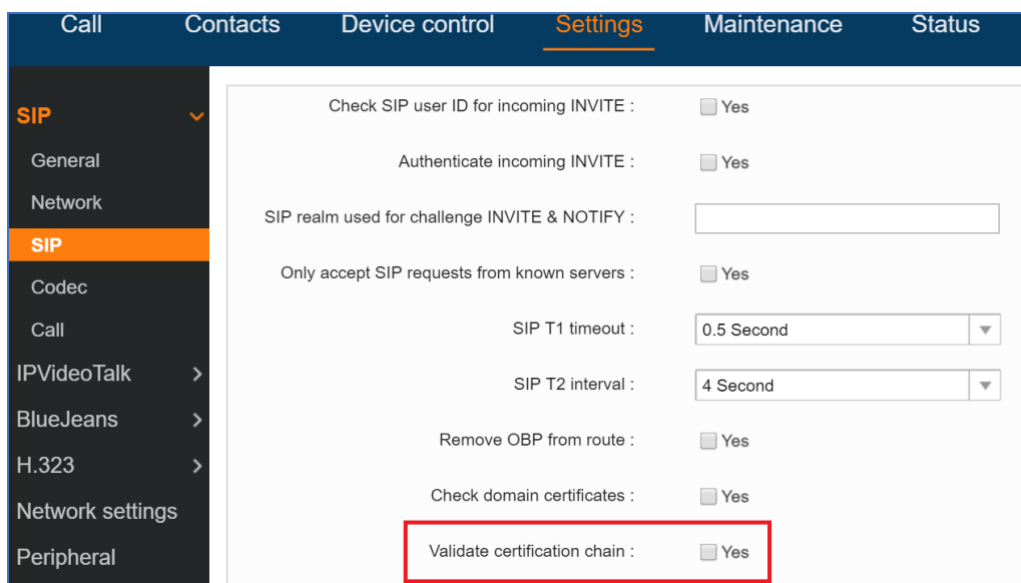 Call Contacts Device control Settings Maintenance Status
SIP
General
Network
SIP
Codec
Call
IPVideoTalk
BlueJeans
H.323
Network settings
Peripheral
Check SIP user ID for incoming INVITE : Yes
Authenticate incoming INVITE : Yes
SIP realm used for challenge INVITE & NOTIFY :
Only accept SIP requests from known servers : Yes
SIP T1 timeout : 0.5 Second
SIP T2 interval : 4 Second
Remove OBP from route : Yes
Check domain certificates : Yes
Validate certification chain : Yes